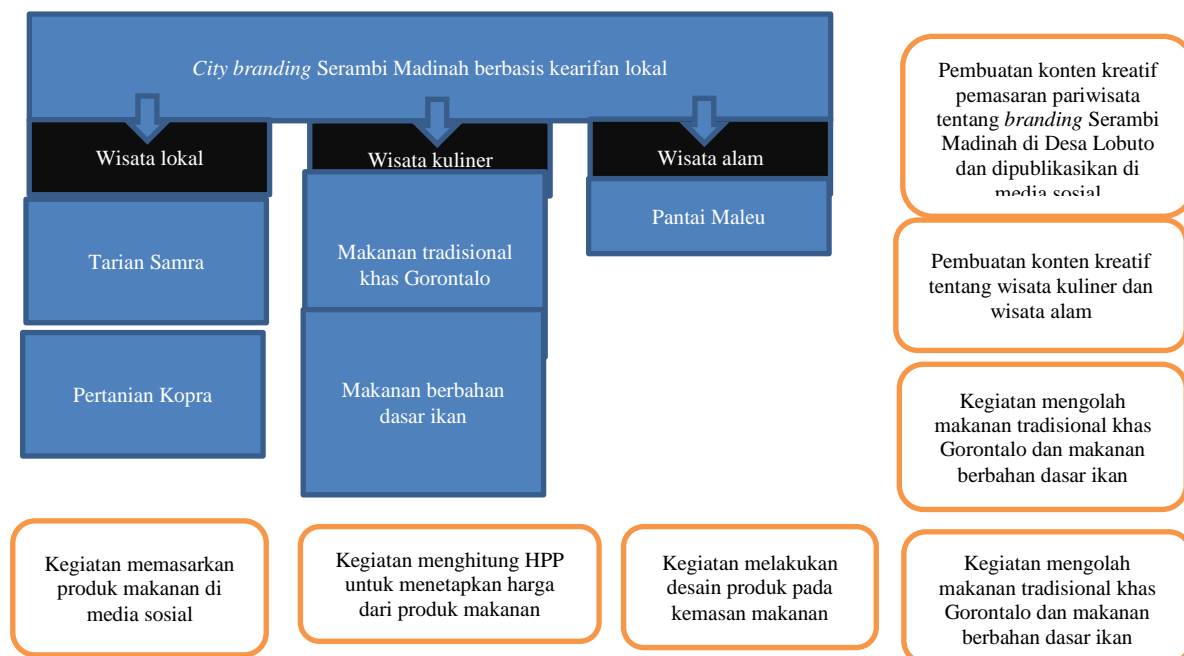 City branding Serambi Madinah berbasis kearifan lokal
Wisata lokal
Wisata kuliner
Wisata alam
Tarian Samra
Pertanian Kopra
Makanan tradisional
khas Gorontalo
Makanan berbahan
dasar ikan
Pantai Maleu
Pembuatan konten kreatif
pemasaran pariwisata
tentang branding Serambi
Madinah di Desa Lobuto
dan dipublikasikan di
media sosial
Pembuatan konten kreatif
tentang wisata kuliner dan
wisata alam
Kegiatan mengolah
makanan tradisional khas
Gorontalo dan makanan
berbahan dasar ikan
Kegiatan memasarkan
produk makanan di
media sosial
Kegiatan menghitung HPP
untuk menetapkan harga
dari produk makanan
Kegiatan melakukan
desain produk pada
kemasan makanan
Kegiatan mengolah
makanan tradisional khas
Gorontalo dan makanan
berbahan dasar ikan